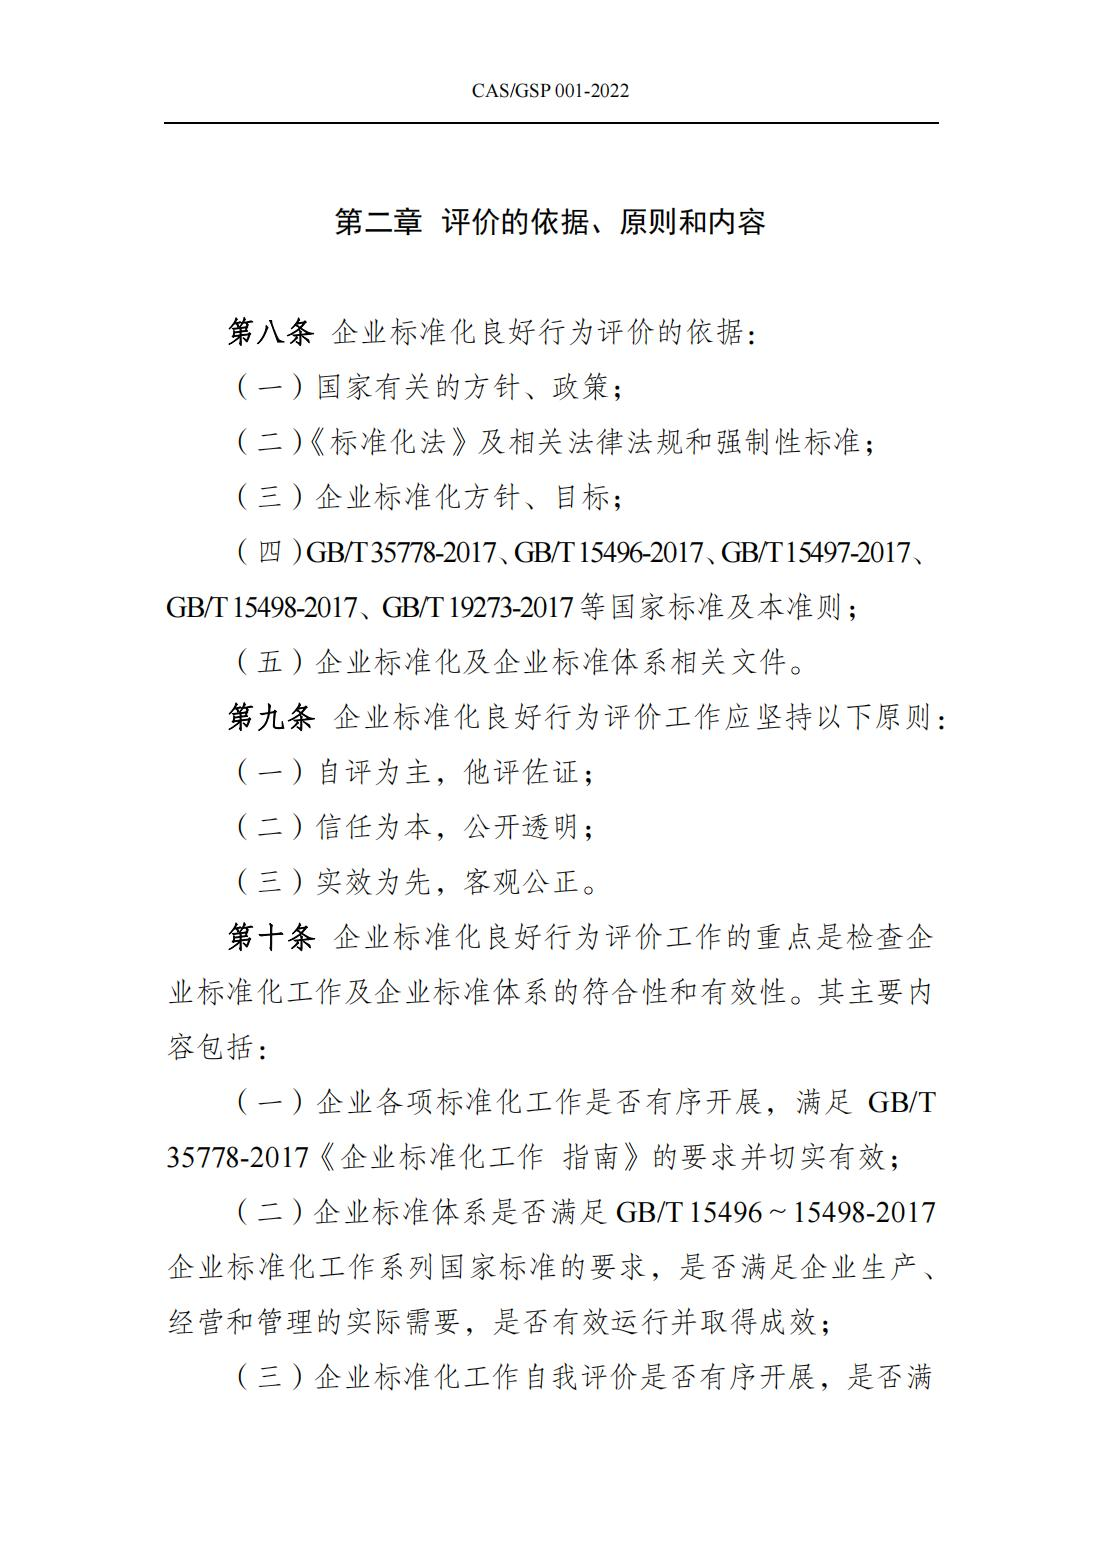 CAS/GSP 001-2022
第二章 评价的依据、原则和内容
第八条 企业标准化良好行为评价的依据：
（一）国家有关的方针、政策；
（二）《标准化法》及相关法律法规和强制性标准；
（三）企业标准化方针、目标；
（四）GB/T 35778-2017、GB/T 15496-2017、GB/T 15497-2017、
GB/T 15498-2017、GB/T 19273-2017 等国家标准及本准则；
（五）企业标准化及企业标准体系相关文件。
第九条 企业标准化良好行为评价工作应坚持以下原则：
（一）自评为主，他评佐证；
（二）信任为本，公开透明；
（三）实效为先，客观公正。
第十条 企业标准化良好行为评价工作的重点是检查企
业标准化工作及企业标准体系的符合性和有效性。其主要内
容包括：
（一）企业各项标准化工作是否有序开展，满足 GB/T
35778-2017《企业标准化工作 指南》的要求并切实有效；
（二）企业标准体系是否满足 GB/T 15496～15498-2017
企业标准化工作系列国家标准的要求，是否满足企业生产、
经营和管理的实际需要，是否有效运行并取得成效；
（三）企业标准化工作自我评价是否有序开展，是否满